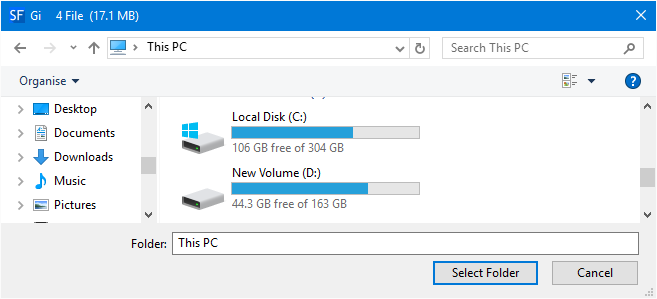 SF Gi 4 File (17.1 MB)
This PC
Search This PC
Organise
?
Desktop
Documents
Downloads
Music
Pictures
Local Disk (C:)
106 GB free of 304 GB
New Volume (D:)
44.3 GB free of 163 GB
Folder: This PC
Select Folder
Cancel